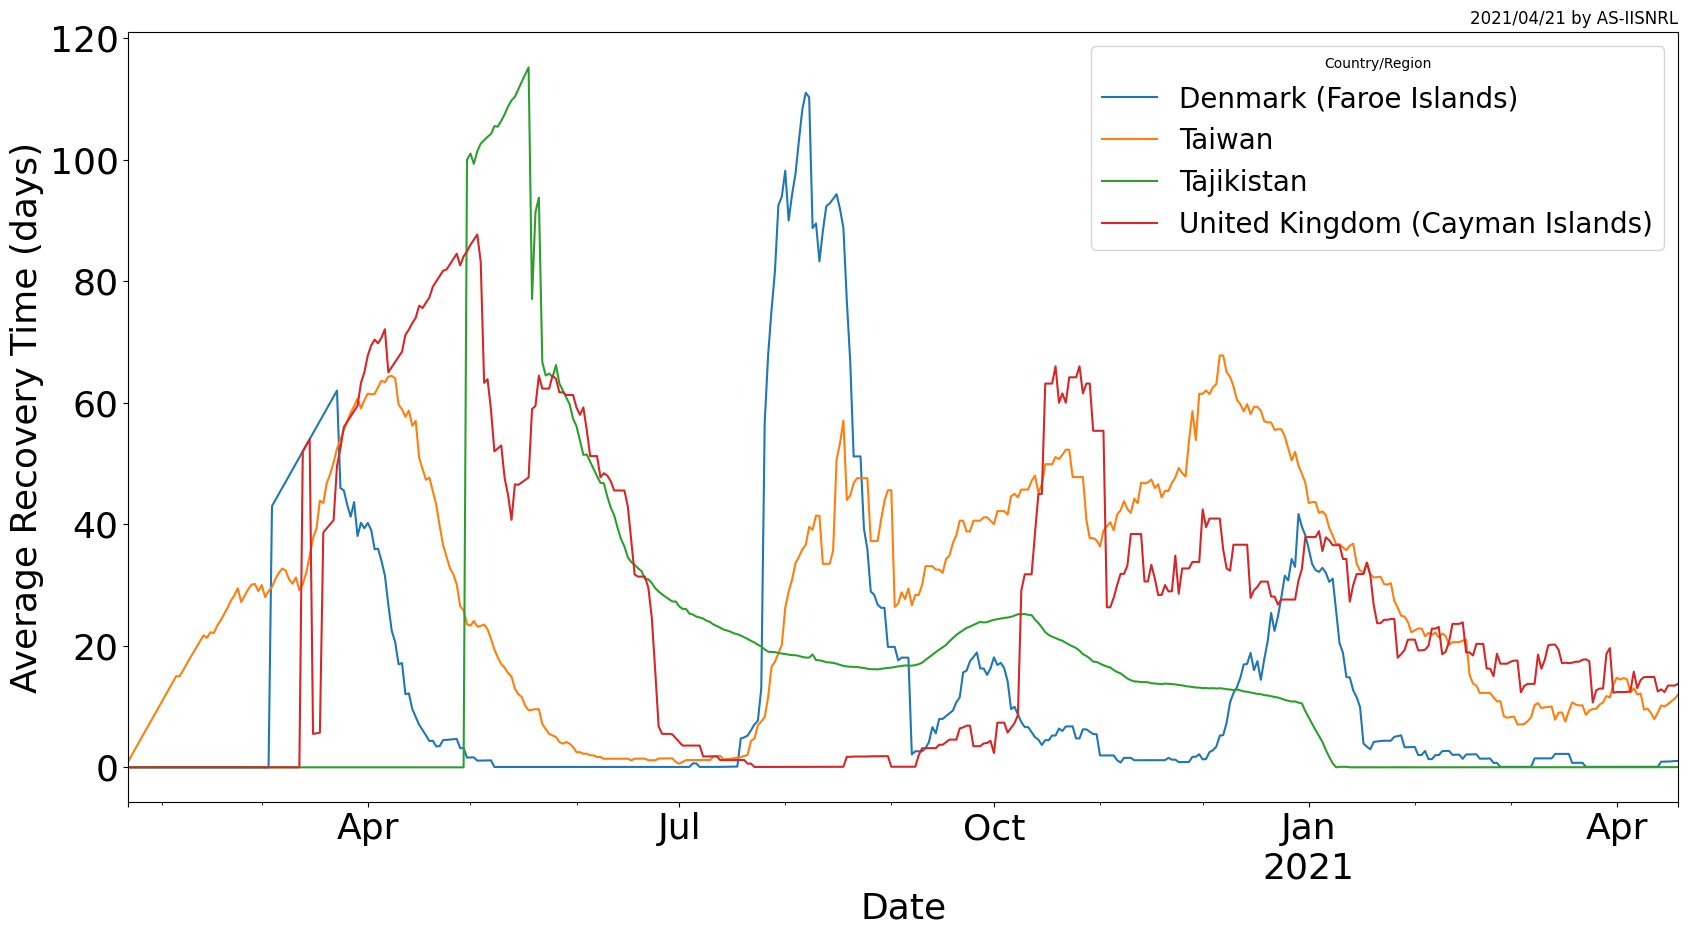 2021/04/21 by AS-IISNRL
Country/Region
Denmark (Faroe Islands)
Taiwan
Tajikistan
United Kingdom (Cayman Islands)
Average Recovery Time (days)
120
100
80
60
40
20
0
Apr
Jul
Oct
Jan
2021
Apr
Date